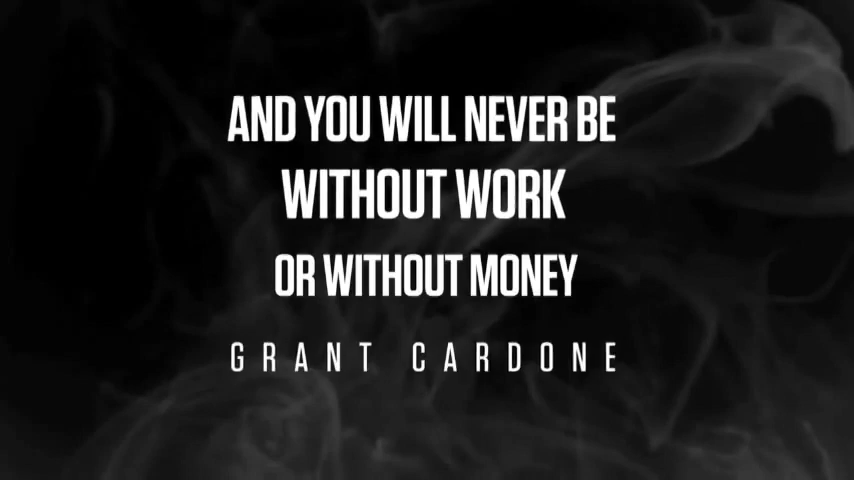 AND YOU WILL NEVER BE
WITHOUT WORK
OR WITHOUT MONEY
GRANT CARDONE